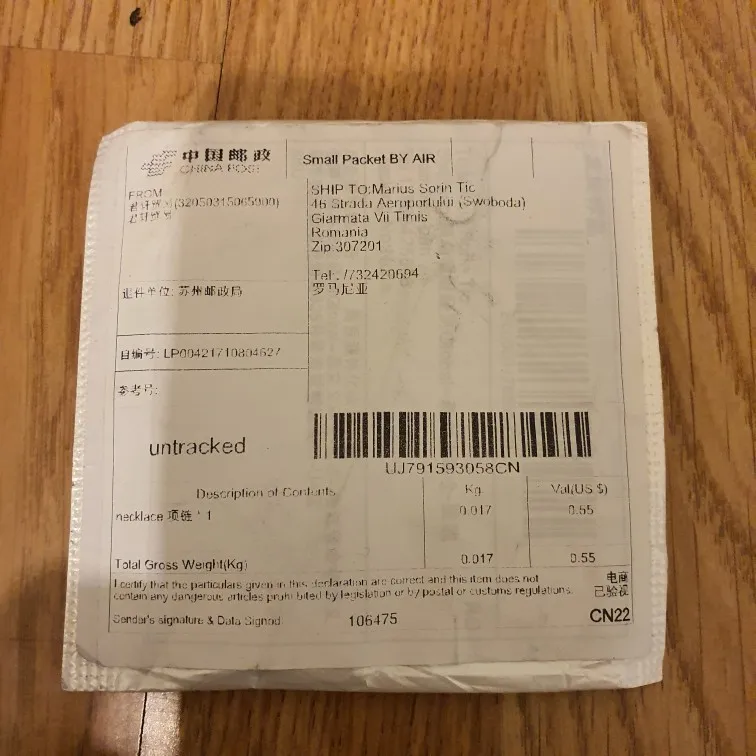 中国邮政
CHINA POST
Small Packet BY AIR
FROM
(32050315065900)
SHIP TO:Marius Sorin Tic
46 Strada Aeroportului (Swoboda)
Giarmata Vii Timis
Romania
Zip:307201
Tel:
罗马尼亚
退件单位: 苏州邮政局
自编号: LP00421710804627
参考号:
untracked
UJ791593058CN
Description of Contents Kg Val(US $)
necklace 项链 * 1 0.017 0.55
Total Gross Weight(Kg) 0.017 0.55
I certify that the particulars given in this declaration are correct and this item does not
contain any dangerous articles prohibited by legislation or by postal or customs regulations.
电商
已验视
Sender's signature & Data Signed 106475
CN22